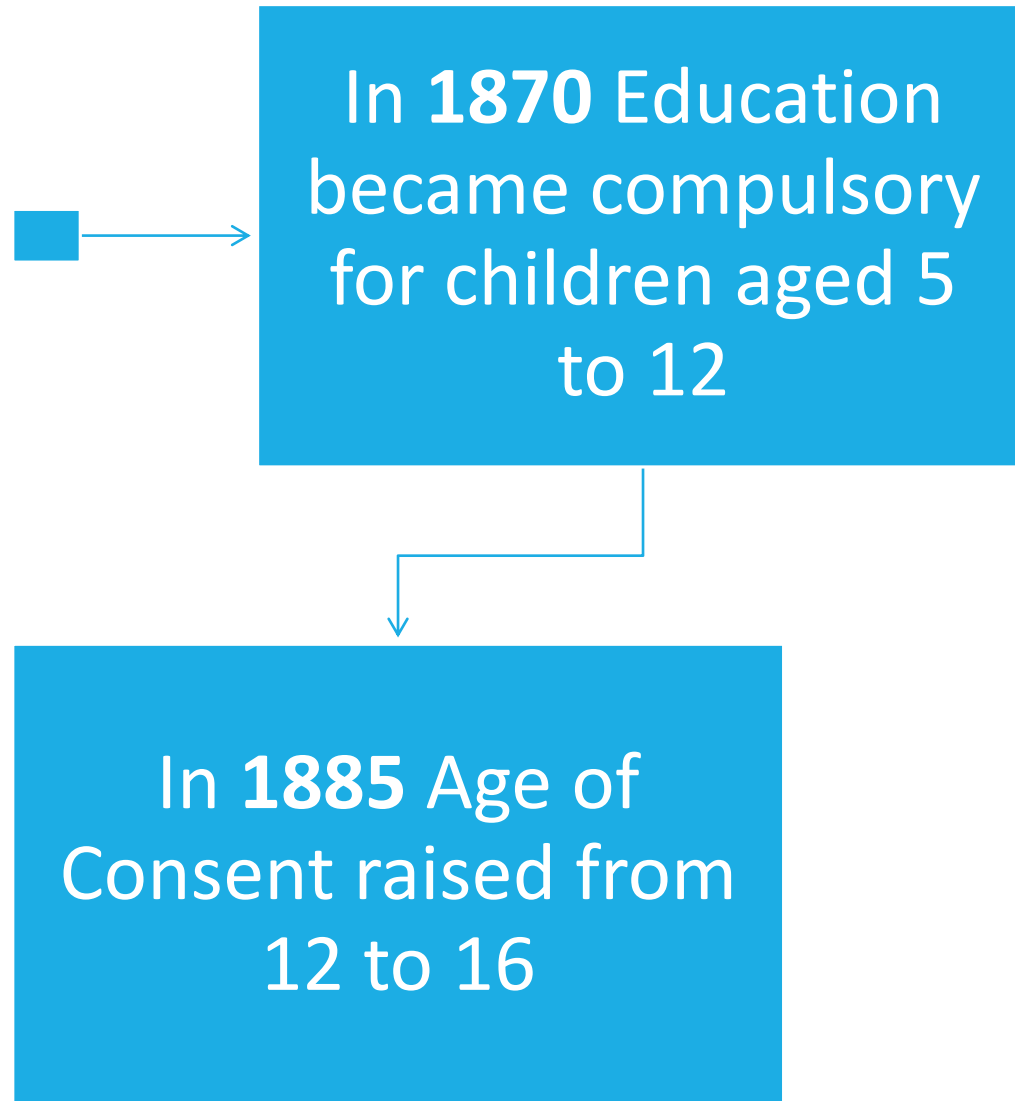 In 1870 Education
became compulsory
for children aged 5
to 12
In 1885 Age of
Consent raised from
12 to 16